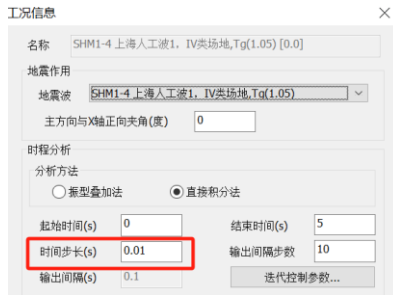 工况信息
名称 SHM1-4 上海人工波1，IV类场地,Tg(1.05) [0.0]
地震作用
地震波 SHM1-4 上海人工波1，IV类场地,Tg(1.05)
主方向与X轴正向夹角(度) 0
时程分析
分析方法
振型叠加法 直接积分法
起始时间(s) 0 结束时间(s) 5
时间步长(s) 0.01 输出间隔步数 10
输出间隔(s) 0.1 迭代控制参数...